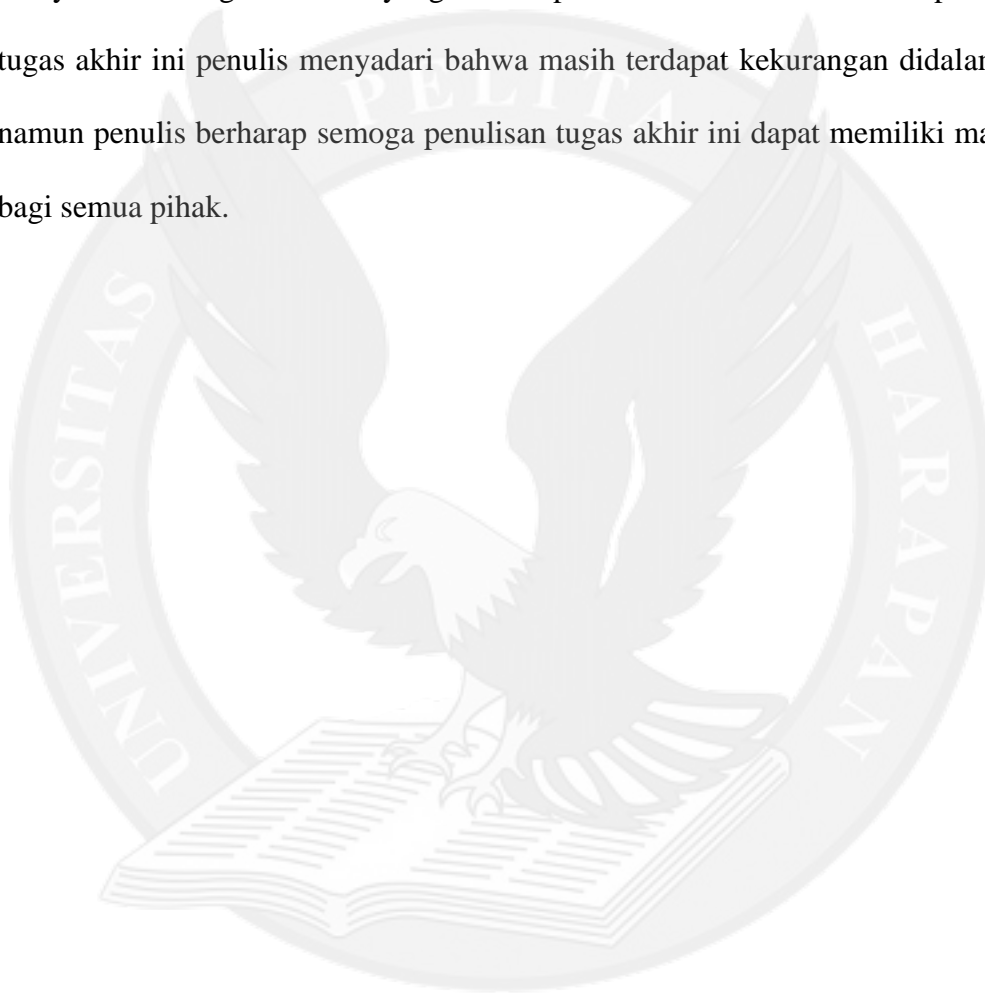 tugas akhir ini penulis menyadari bahwa masih terdapat kekurangan didalam
namun penulis berharap semoga penulisan tugas akhir ini dapat memiliki ma
bagi semua pihak.
UNIVERSITAS PELITA HARAPAN